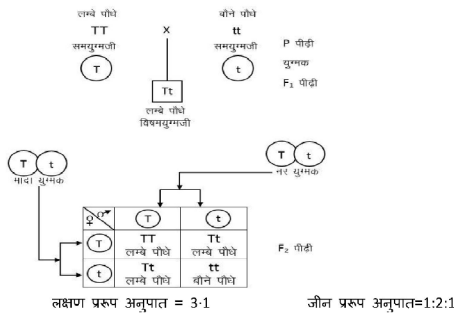 लम्बे पौधे बौने पौधे
TT X tt
समयुग्मजी समयुग्मजी P पीढ़ी
T t युग्मक
Tt F₁ पीढ़ी
लम्बे पौधे
विषमयुग्मजी
T t T t
मादा युग्मक नर युग्मक
♀ ♂ T t
T TT Tt
लम्बे पौधे लम्बे पौधे F₂ पीढ़ी
t Tt tt
लम्बे पौधे बौने पौधे
लक्षण प्ररूप अनुपात = 3·1 जीन प्ररूप अनुपात=1:2:1